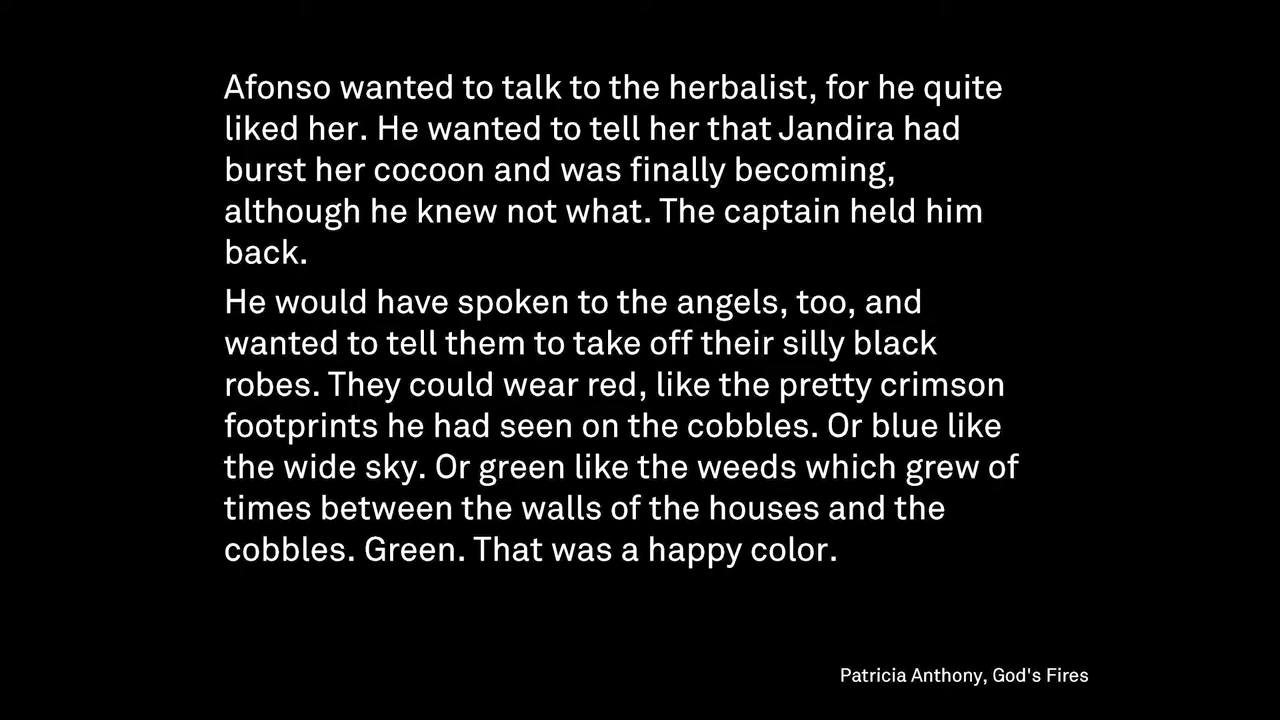 Afonso wanted to talk to the herbalist, for he quite
liked her. He wanted to tell her that Jandira had
burst her cocoon and was finally becoming,
although he knew not what. The captain held him
back.
He would have spoken to the angels, too, and
wanted to tell them to take off their silly black
robes. They could wear red, like the pretty crimson
footprints he had seen on the cobbles. Or blue like
the wide sky. Or green like the weeds which grew of
times between the walls of the houses and the
cobbles. Green. That was a happy color.
Patricia Anthony, God's Fires